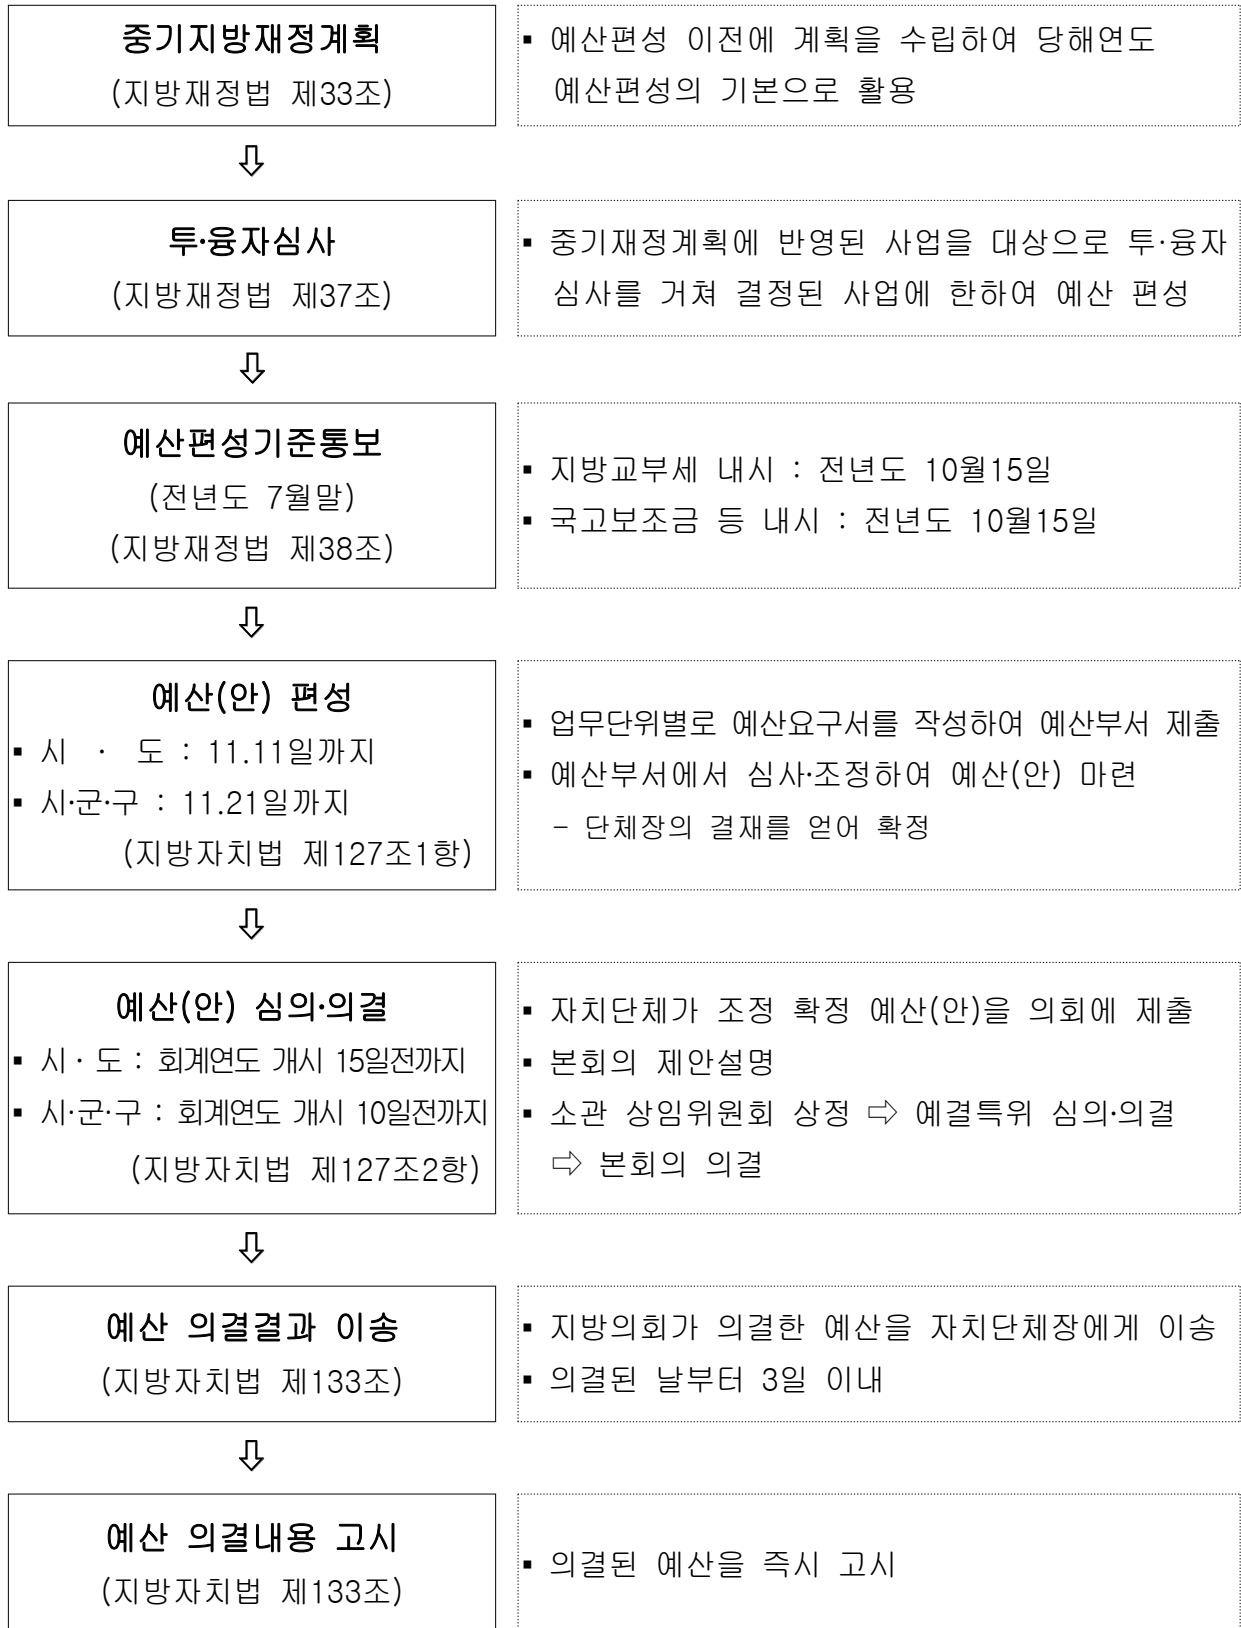 중기지방재정계획
(지방재정법 제33조)
▪ 예산편성 이전에 계획을 수립하여 당해연도
예산편성의 기본으로 활용
⇩
투·융자심사
(지방재정법 제37조)
▪ 중기재정계획에 반영된 사업을 대상으로 투·융자
심사를 거쳐 결정된 사업에 한하여 예산 편성
⇩
예산편성기준통보
(전년도 7월말)
(지방재정법 제38조)
▪ 지방교부세 내시 : 전년도 10월15일
▪ 국고보조금 등 내시 : 전년도 10월15일
⇩
예산(안) 편성
▪ 시 · 도 : 11.11일까지
▪ 시·군·구 : 11.21일까지
(지방자치법 제127조1항)
▪ 업무단위별로 예산요구서를 작성하여 예산부서 제출
▪ 예산부서에서 심사·조정하여 예산(안) 마련
- 단체장의 결재를 얻어 확정
⇩
예산(안) 심의·의결
▪ 시 · 도 : 회계연도 개시 15일전까지
▪ 시·군·구 : 회계연도 개시 10일전까지
(지방자치법 제127조2항)
▪ 자치단체가 조정 확정 예산(안)을 의회에 제출
▪ 본회의 제안설명
▪ 소관 상임위원회 상정 ⇨ 예결특위 심의·의결
⇨ 본회의 의결
⇩
예산 의결결과 이송
(지방자치법 제133조)
▪ 지방의회가 의결한 예산을 자치단체장에게 이송
▪ 의결된 날부터 3일 이내
⇩
예산 의결내용 고시
(지방자치법 제133조)
▪ 의결된 예산을 즉시 고시